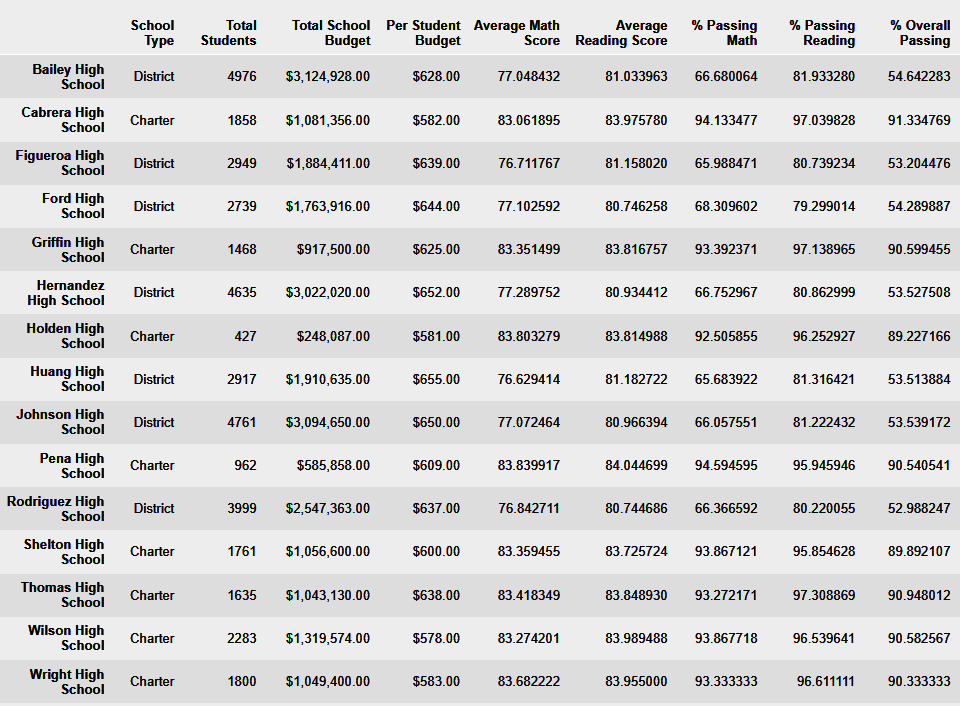 School Type Total Students Total School Budget Per Student Budget Average Math Score Average Reading Score % Passing Math % Passing Reading % Overall Passing
Bailey High School District 4976 $3,124,928.00 $628.00 77.048432 81.033963 66.680064 81.933280 54.642283
Cabrera High School Charter 1858 $1,081,356.00 $582.00 83.061895 83.975780 94.133477 97.039828 91.334769
Figueroa High School District 2949 $1,884,411.00 $639.00 76.711767 81.158020 65.988471 80.739234 53.204476
Ford High School District 2739 $1,763,916.00 $644.00 77.102592 80.746258 68.309602 79.299014 54.289887
Griffin High School Charter 1468 $917,500.00 $625.00 83.351499 83.816757 93.392371 97.138965 90.599455
Hernandez High School District 4635 $3,022,020.00 $652.00 77.289752 80.934412 66.752967 80.862999 53.527508
Holden High School Charter 427 $248,087.00 $581.00 83.803279 83.814988 92.505855 96.252927 89.227166
Huang High School District 2917 $1,910,635.00 $655.00 76.629414 81.182722 65.683922 81.316421 53.513884
Johnson High School District 4761 $3,094,650.00 $650.00 77.072464 80.966394 66.057551 81.222432 53.539172
Pena High School Charter 962 $585,858.00 $609.00 83.839917 84.044699 94.594595 95.945946 90.540541
Rodriguez High School District 3999 $2,547,363.00 $637.00 76.842711 80.744686 66.366592 80.220055 52.988247
Shelton High School Charter 1761 $1,056,600.00 $600.00 83.359455 83.725724 93.867121 95.854628 89.892107
Thomas High School Charter 1635 $1,043,130.00 $638.00 83.418349 83.848930 93.272171 97.308869 90.948012
Wilson High School Charter 2283 $1,319,574.00 $578.00 83.274201 83.989488 93.867718 96.539641 90.582567
Wright High School Charter 1800 $1,049,400.00 $583.00 83.682222 83.955000 93.333333 96.611111 90.333333